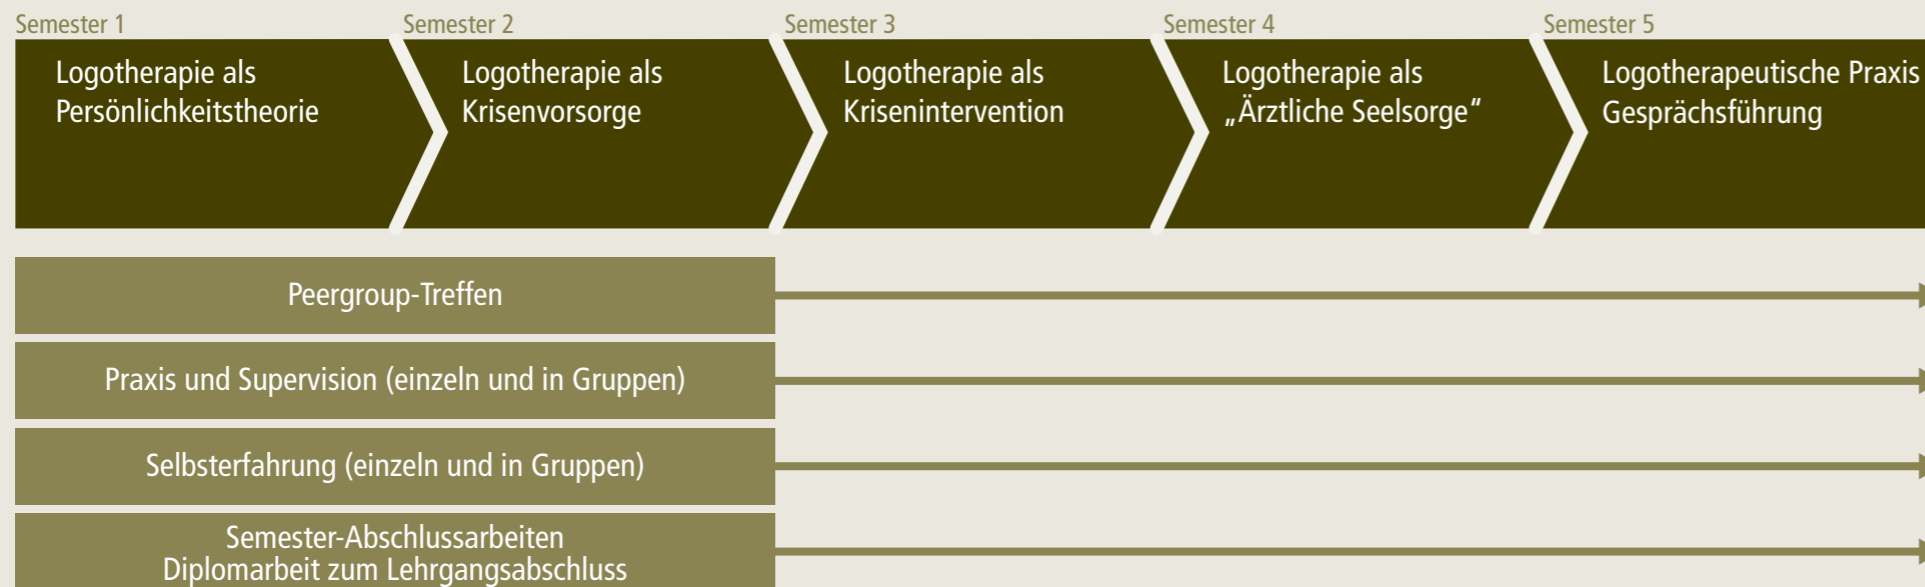 Semester 1
Semester 2
Semester 3
Semester 4
Semester 5
Logotherapie als
Persönlichkeitstheorie
Logotherapie als
Krisenvorsorge
Logotherapie als
Krisenintervention
Logotherapie als
„Ärztliche Seelsorge“
Logotherapeutische Praxis
Gesprächsführung
Peergroup-Treffen
Praxis und Supervision (einzeln und in Gruppen)
Selbsterfahrung (einzeln und in Gruppen)
Semester-Abschlussarbeiten
Diplomarbeit zum Lehrgangsabschluss